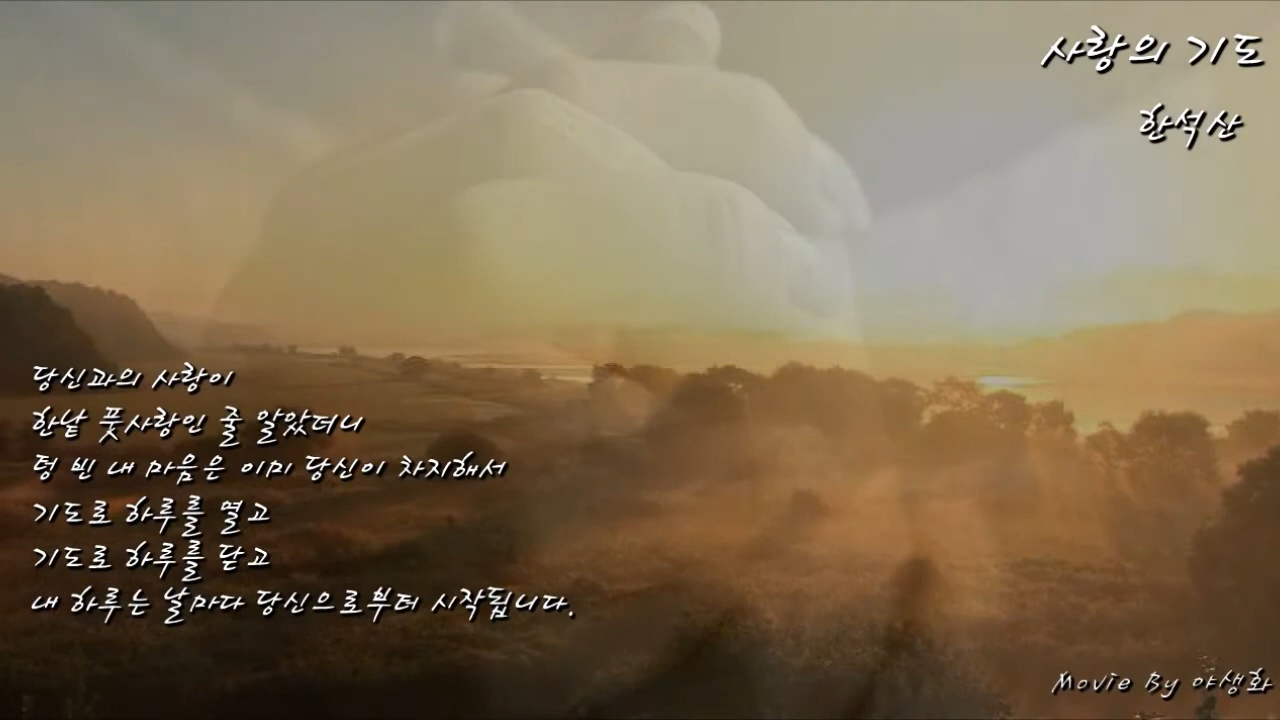 사랑의 기도
한석산
당신과의 사랑이
한낱 풋사랑인 줄 알았더니
텅 빈 내 마음은 이미 당신이 차지해서
기도로 하루를 열고
기도로 하루를 닫고
내 하루는 날마다 당신으로부터 시작됩니다.
Movie By 야생화